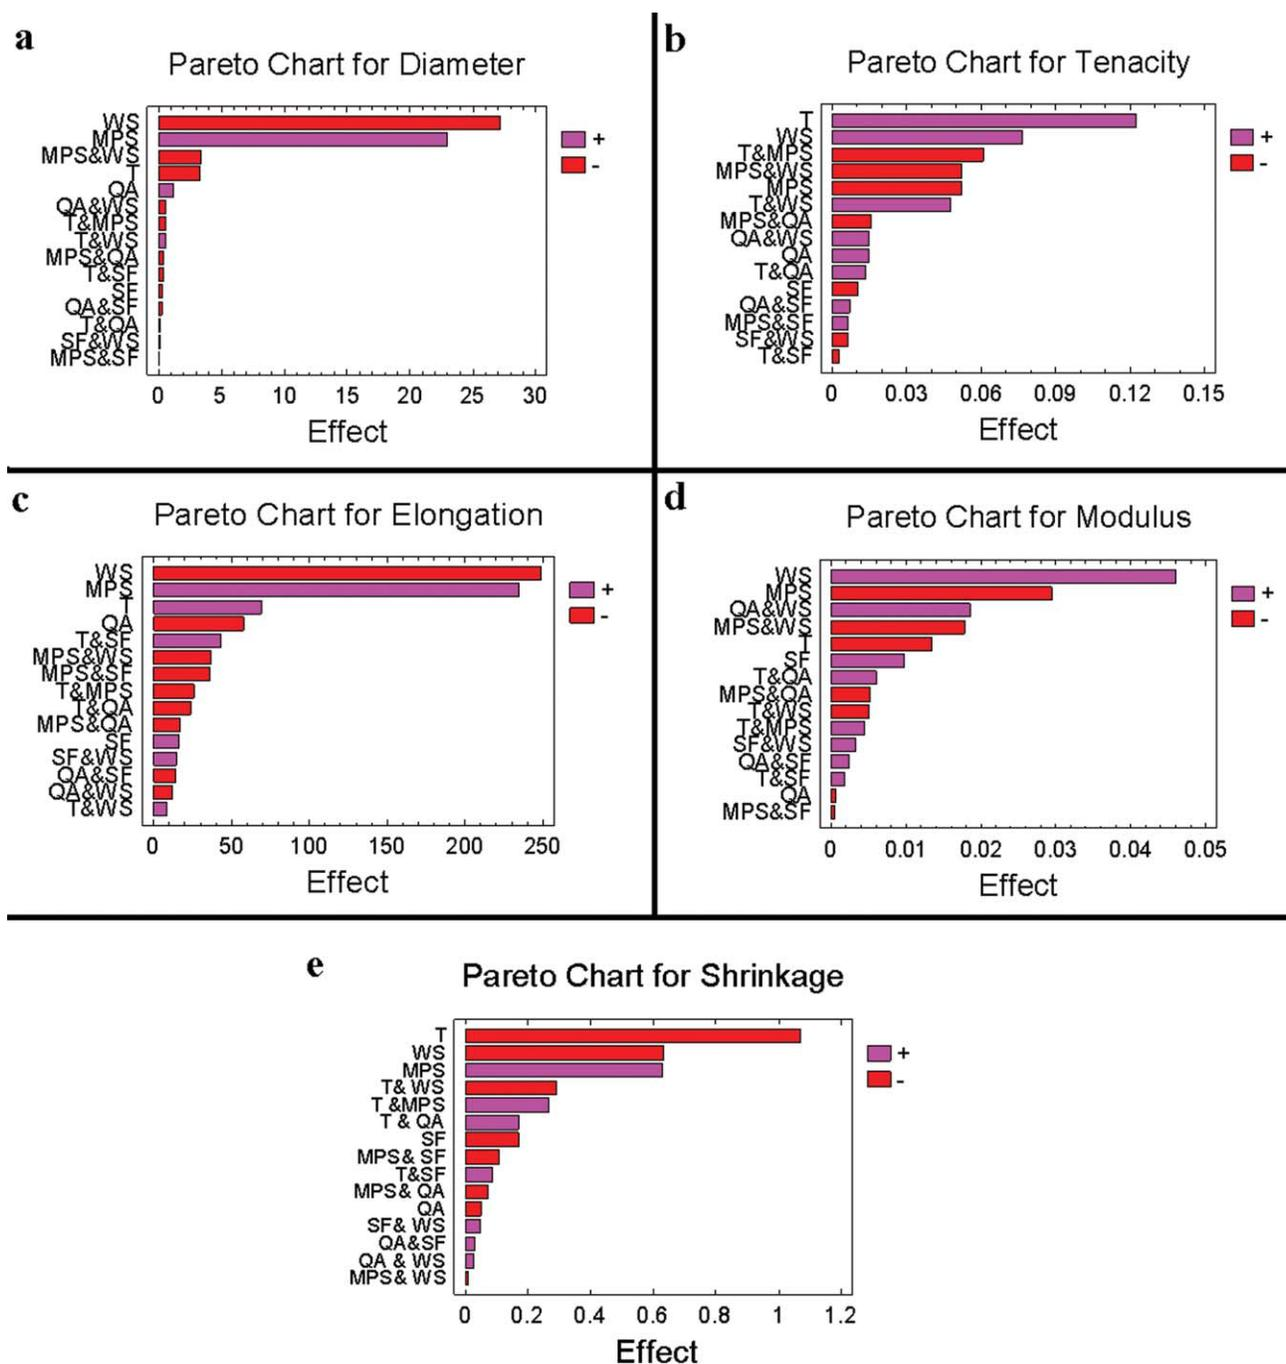 a
Pareto Chart for Diameter
WS
MPS
MPS&WS
T
QA
QA&WS
T&MPS
T&WS
MPS&QA
T&SF
SF
QA&SF
T&QA
SF&WS
MPS&SF
+
-
0 5 10 15 20 25 30
Effect
b
Pareto Chart for Tenacity
T
WS
T&MPS
MPS&WS
MPS
T&WS
MPS&QA
QA&WS
QA
T&QA
SF
QA&SF
MPS&SF
SF&WS
T&SF
+
-
0 0.03 0.06 0.09 0.12 0.15
Effect
c
Pareto Chart for Elongation
WS
MPS
T
QA
T&SF
MPS&WS
MPS&SF
T&MPS
T&QA
MPS&QA
SF
SF&WS
QA&SF
QA&WS
T&WS
+
-
0 50 100 150 200 250
Effect
d
Pareto Chart for Modulus
WS
MPS
QA&WS
MPS&WS
T
SF
T&QA
MPS&QA
T&WS
T&MPS
SF&WS
QA&SF
T&SF
QA
MPS&SF
+
-
0 0.01 0.02 0.03 0.04 0.05
Effect
e
Pareto Chart for Shrinkage
T
WS
MPS
T& WS
T &MPS
T & QA
SF
MPS& SF
T&SF
MPS& QA
QA
SF& WS
QA&SF
QA & WS
MPS& WS
+
-
0 0.2 0.4 0.6 0.8 1 1.2
Effect